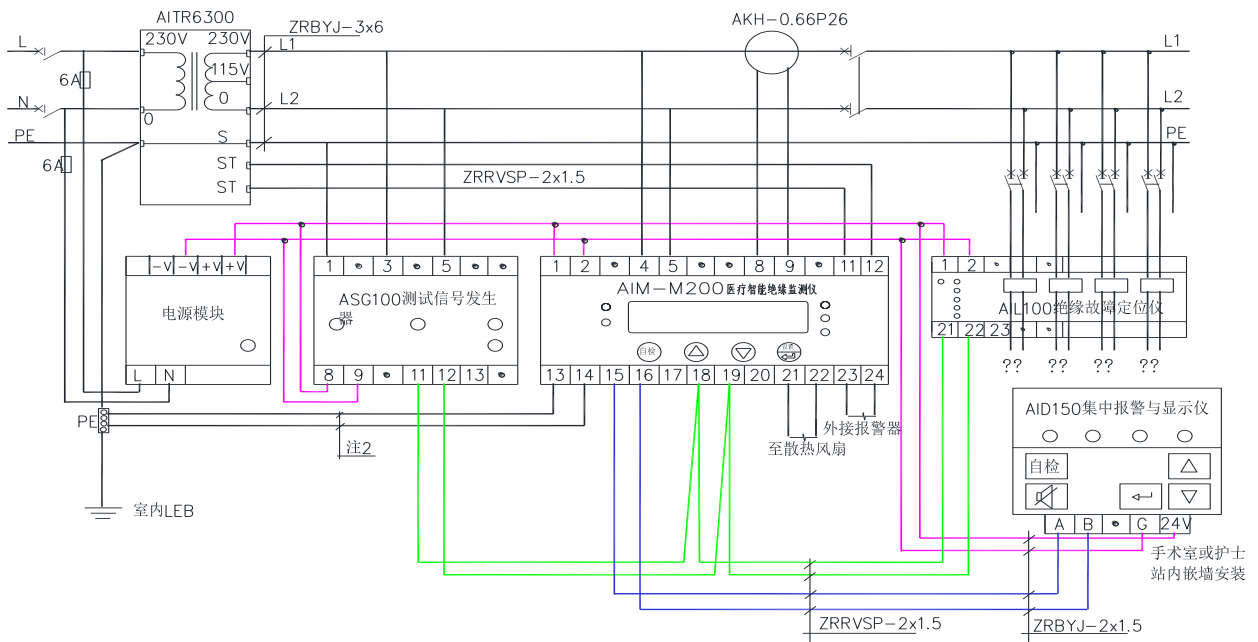 AITR6300
AKH-0.66P26
ZRBYJ-3x6
L
230V
230V
L1
L1
6A
115V
N
0
L2
L2
0
PE
S
PE
6A
ST
ZRRVSP-2x1.5
ST
-V -V +V +V
1 3 5
1 2 4 5 8 9 11 12
1 2
电源模块
ASG100测试信号发生
器
AIM-M200医疗智能绝缘监测仪
自检
设置
AIL100绝缘故障定位仪
21 22 23
L N
8 9 11 12 13
13 14 15 16 17 18 19 20 21 22 23 24
?? ?? ?? ??
PE
注2
外接报警器
至散热风扇
AID150集中报警与显示仪
自检
室内LEB
A B G 24V
手术室或护士
站内嵌墙安装
ZRRVSP-2x1.5
ZRBYJ-2x1.5